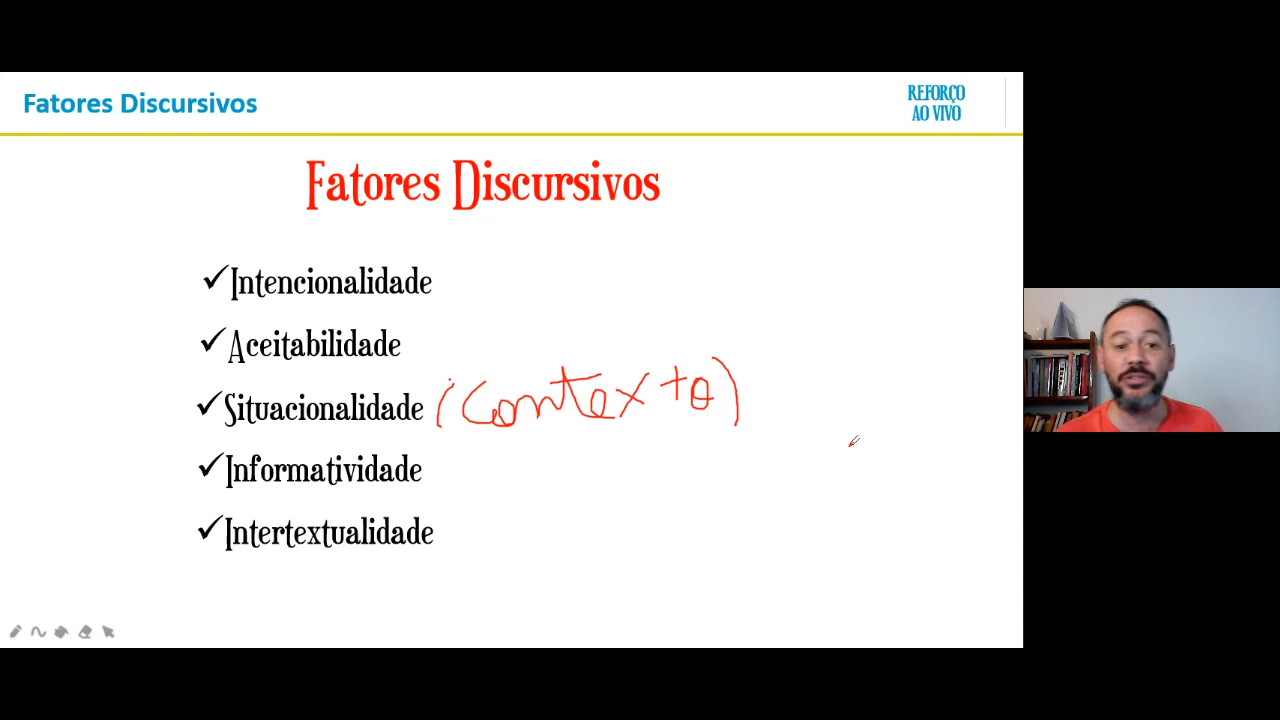 Fatores Discursivos
REFORÇO
AO VIVO
Fatores Discursivos
✓Intencionalidade
✓Aceitabilidade
✓Situacionalidade (contexto)
✓Informatividade
✓Intertextualidade